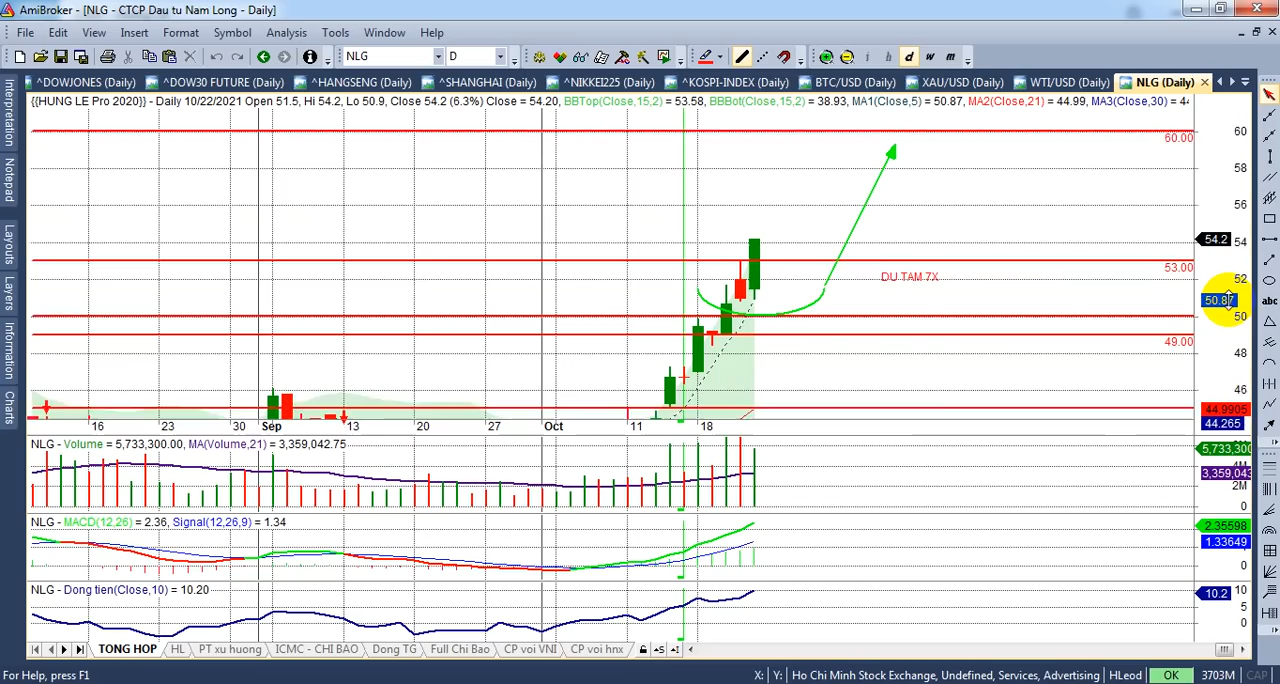 AmiBroker - [NLG - CTCP Dau tu Nam Long - Daily]
File Edit View Insert Format Symbol Analysis Tools Window Help
NLG D i h d w m
^DOWJONES (Daily) ^DOW30 FUTURE (Daily) ^HANGSENG (Daily) ^SHANGHAI (Daily) ^NIKKEI225 (Daily) ^KOSPI-INDEX (Daily) BTC/USD (Daily) XAU/USD (Daily) WTI/USD (Daily) NLG (Daily)
{{HUNG LE Pro 2020}} - Daily 10/22/2021 Open 51.5, Hi 54.2, Lo 50.9, Close 54.2 (6.3%) Close = 54.20, BBTop(Close,15,2) = 53.58, BBBot(Close,15,2) = 38.93, MA1(Close,5) = 50.87, MA2(Close,21) = 44.99, MA3(Close,30) = 44
Interpretation
Notepad
Layouts
Layers
Information
Charts
60
60.00
58
56
54.2
54
53.00
DU TAM 7X
52
50.87
50
abc
49.00
48
46
44.9905
44.265
16 23 30 Sep 13 20 27 Oct 11 18
NLG - Volume = 5,733,300.00, MA(Volume,21) = 3,359,042.75
5,733,300
4M
3,359,043
2M
0
NLG - MACD(12,26) = 2.36, Signal(12,26,9) = 1.34
2.35598
1.33649
0
NLG - Dong tien(Close,10) = 10.20
10
10.2
5
0
TONG HOP HL PT xu huong ICMC - CHI BAO Dong TG Full Chi Bao CP voi VNI CP voi hnx
For Help, press F1 X: Y: Ho Chi Minh Stock Exchange, Undefined, Services, Advertising HLeod OK 3703M CAP